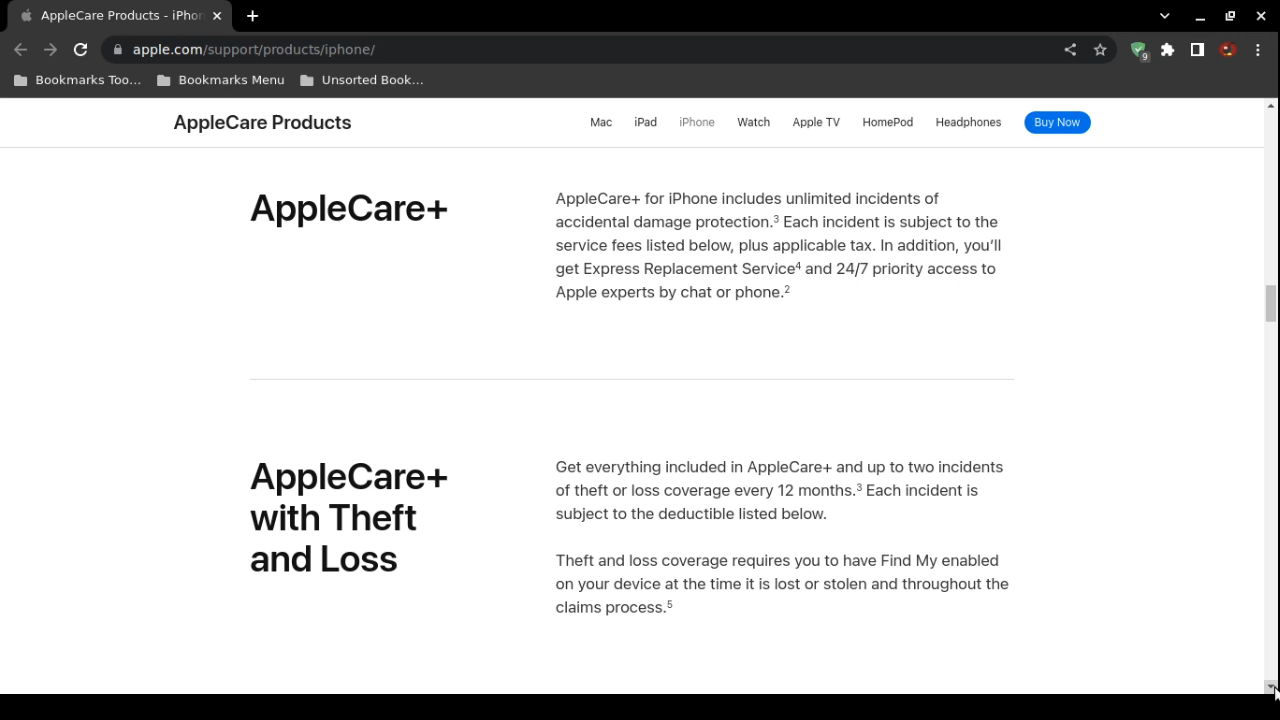 AppleCare Products - iPhon
apple.com/support/products/iphone/
9
Bookmarks Too... Bookmarks Menu Unsorted Book...
AppleCare Products Mac iPad iPhone Watch Apple TV HomePod Headphones Buy Now
AppleCare+
AppleCare+ for iPhone includes unlimited incidents of
accidental damage protection.³ Each incident is subject to the
service fees listed below, plus applicable tax. In addition, you’ll
get Express Replacement Service⁴ and 24/7 priority access to
Apple experts by chat or phone.²
AppleCare+
with Theft
and Loss
Get everything included in AppleCare+ and up to two incidents
of theft or loss coverage every 12 months.³ Each incident is
subject to the deductible listed below.
Theft and loss coverage requires you to have Find My enabled
on your device at the time it is lost or stolen and throughout the
claims process.⁵